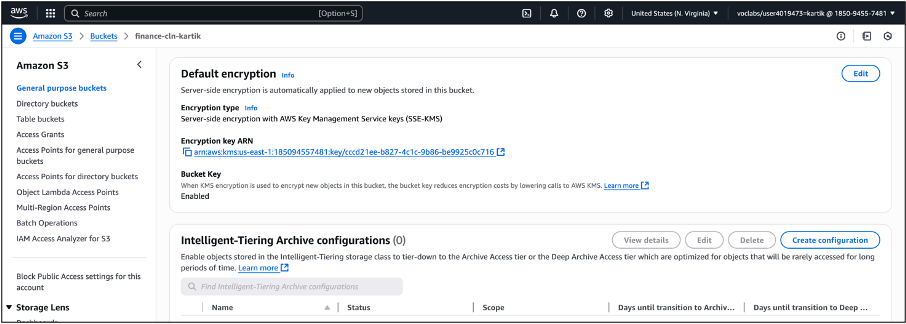 aws
Search [Option+S] United States (N. Virginia) voclabs/user4019473=kartik @ 1850-9455-7481
Amazon S3 > Buckets > finance-cln-kartik
Amazon S3
General purpose buckets
Directory buckets
Table buckets
Access Grants
Access Points for general purpose
buckets
Access Points for directory buckets
Object Lambda Access Points
Multi-Region Access Points
Batch Operations
IAM Access Analyzer for S3
Block Public Access settings for this
account
Storage Lens
Dashboards
Default encryption Info
Edit
Server-side encryption is automatically applied to new objects stored in this bucket.
Encryption type Info
Server-side encryption with AWS Key Management Service keys (SSE-KMS)
Encryption key ARN
arn:aws:kms:us-east-1:185094557481:key/cccd21ee-b827-4c1c-9b86-be9925c0c716
Bucket Key
When KMS encryption is used to encrypt new objects in this bucket, the bucket key reduces encryption costs by lowering calls to AWS KMS. Learn more
Enabled
Intelligent-Tiering Archive configurations (0)
View details Edit Delete Create configuration
Enable objects stored in the Intelligent-Tiering storage class to tier-down to the Archive Access tier or the Deep Archive Access tier which are optimized for objects that will be rarely accessed for long
periods of time. Learn more
Find Intelligent-Tiering Archive configurations
Name Status Scope Days until transition to Archiv... Days until transition to Deep ...